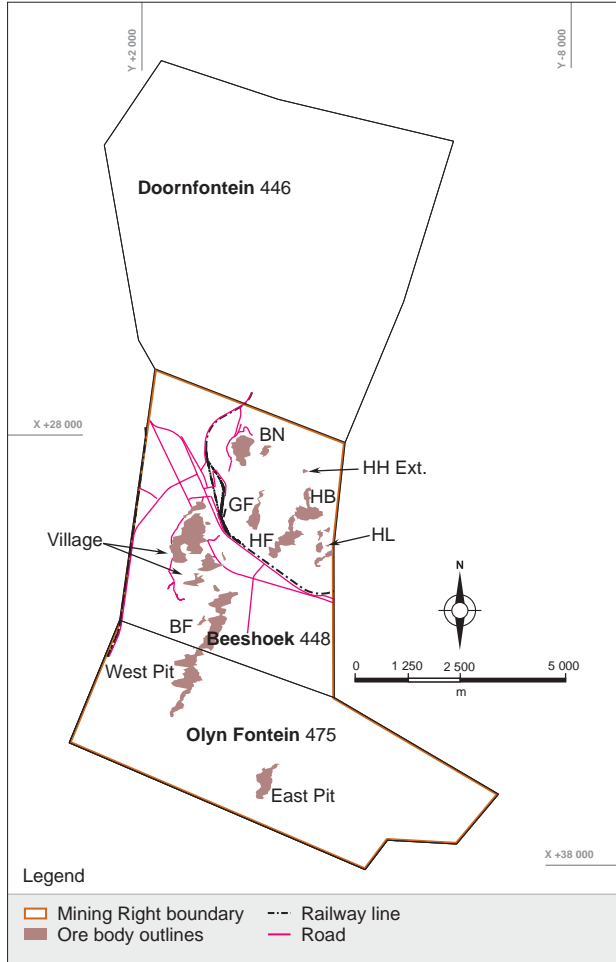 Y +2 000
Y -8 000
Doornfontein 446
X +28 000
BN
HH Ext.
HB
GF
HL
HF
Village
N
BF
Beeshoek 448
0 1 250 2 500 5 000
m
West Pit
Olyn Fontein 475
East Pit
X +38 000
Legend
Mining Right boundary Railway line
Ore body outlines Road